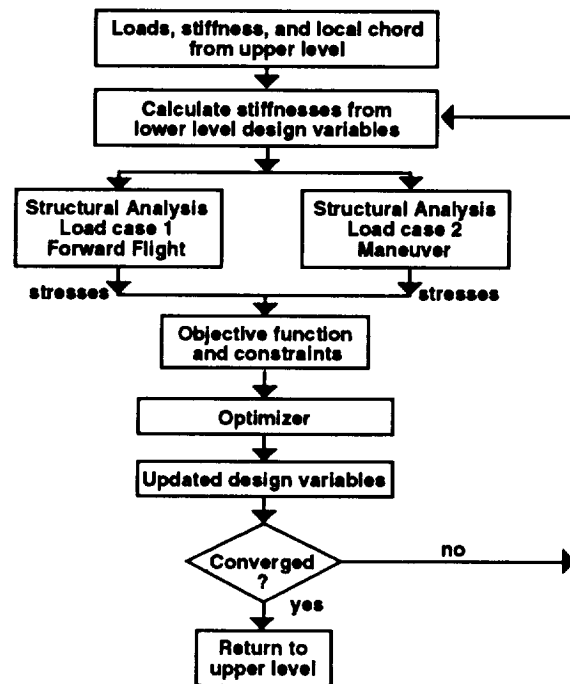 Loads, stiffness, and local chord
from upper level
Calculate stiffnesses from
lower level design variables
Structural Analysis
Load case 1
Forward Flight
Structural Analysis
Load case 2
Maneuver
stresses
stresses
Objective function
and constraints
Optimizer
Updated design variables
Converged
?
no
yes
Return to
upper level